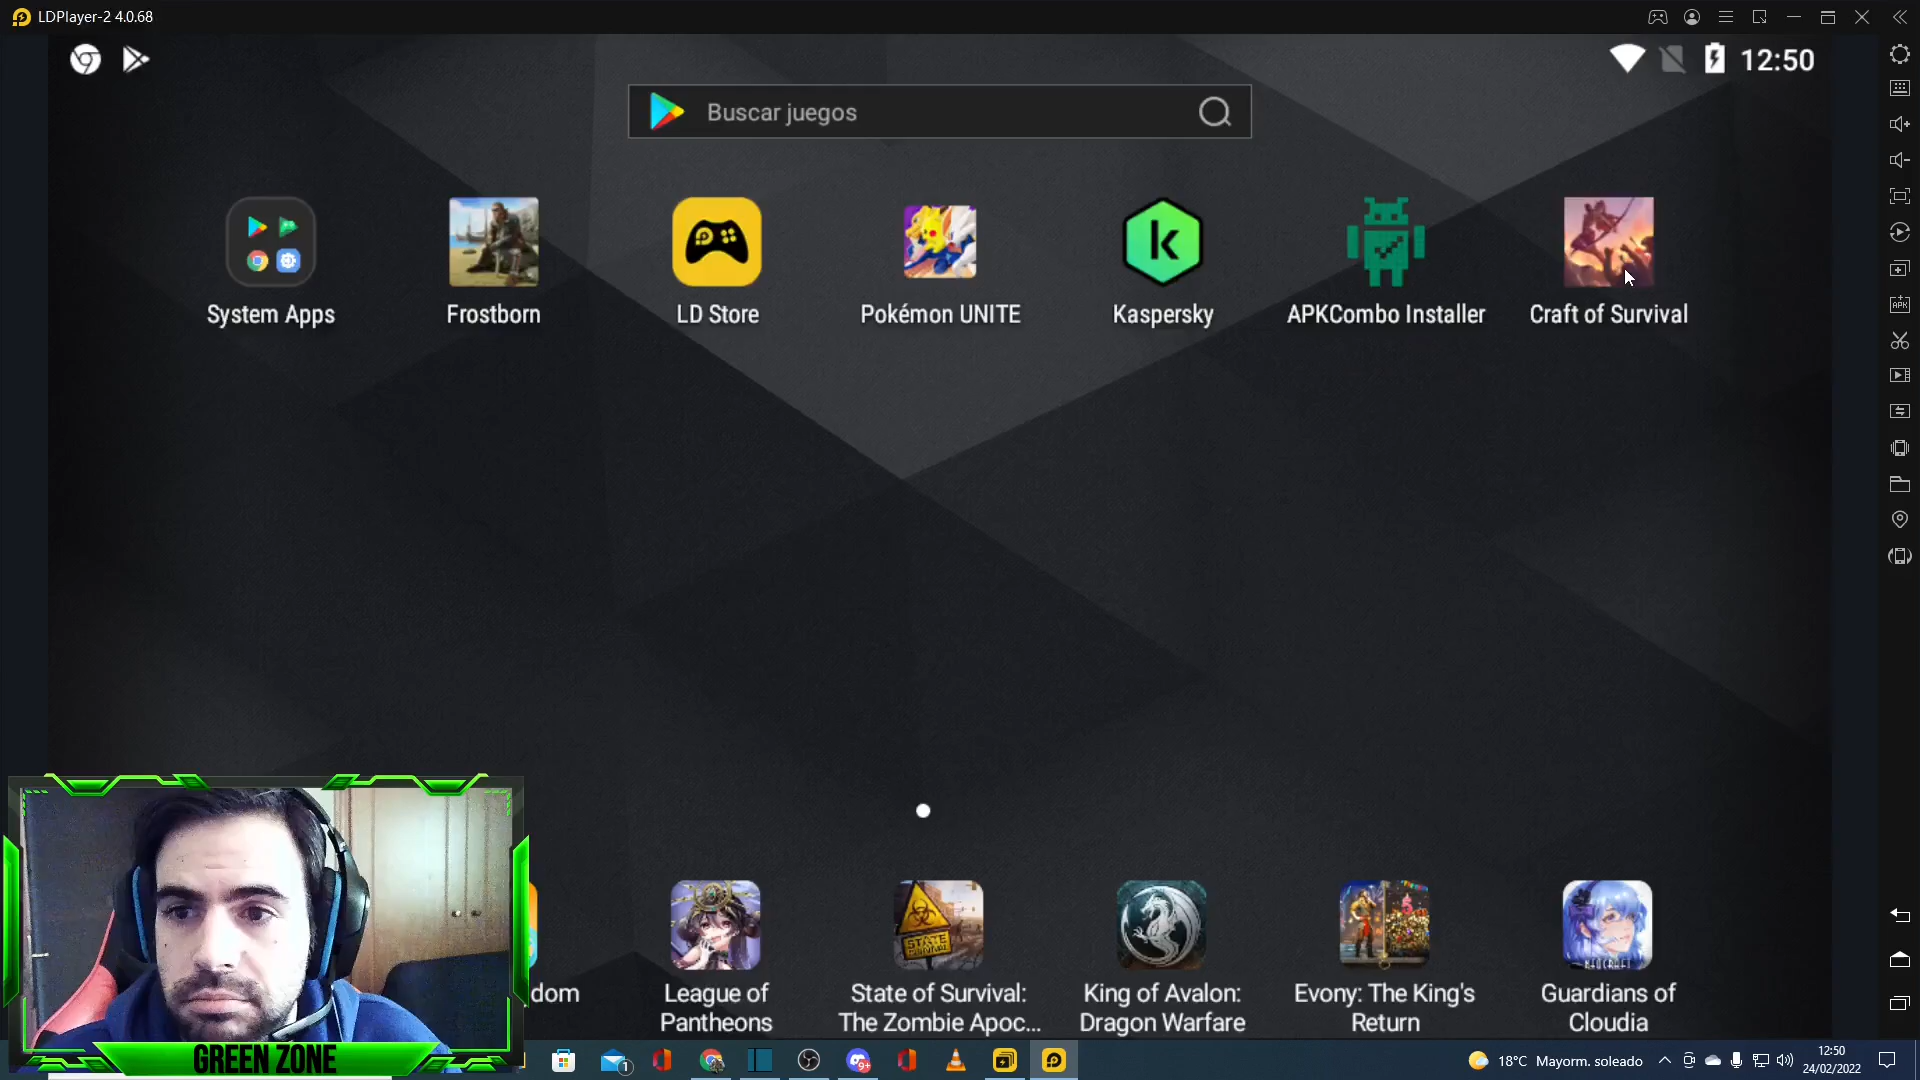 LDPlayer-2 4.0.68
12:50
Buscar juegos
System Apps
Frostborn
LD Store
Pokémon UNITE
Kaspersky
APKCombo Installer
Craft of Survival
dom
League of
Pantheons
State of Survival:
The Zombie Apoc...
King of Avalon:
Dragon Warfare
Evony: The King's
Return
Guardians of
Cloudia
GREEN ZONE
18°C Mayorm. soleado
12:50
24/02/2022